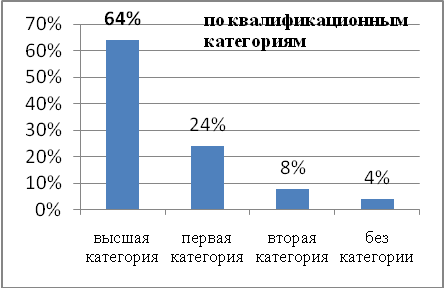 по квалификационным
категориям
64%
70%
60%
50%
40%
30%
20%
10%
0%
24%
8%
4%
высшая
категория
первая
категория
вторая
категория
без
категории